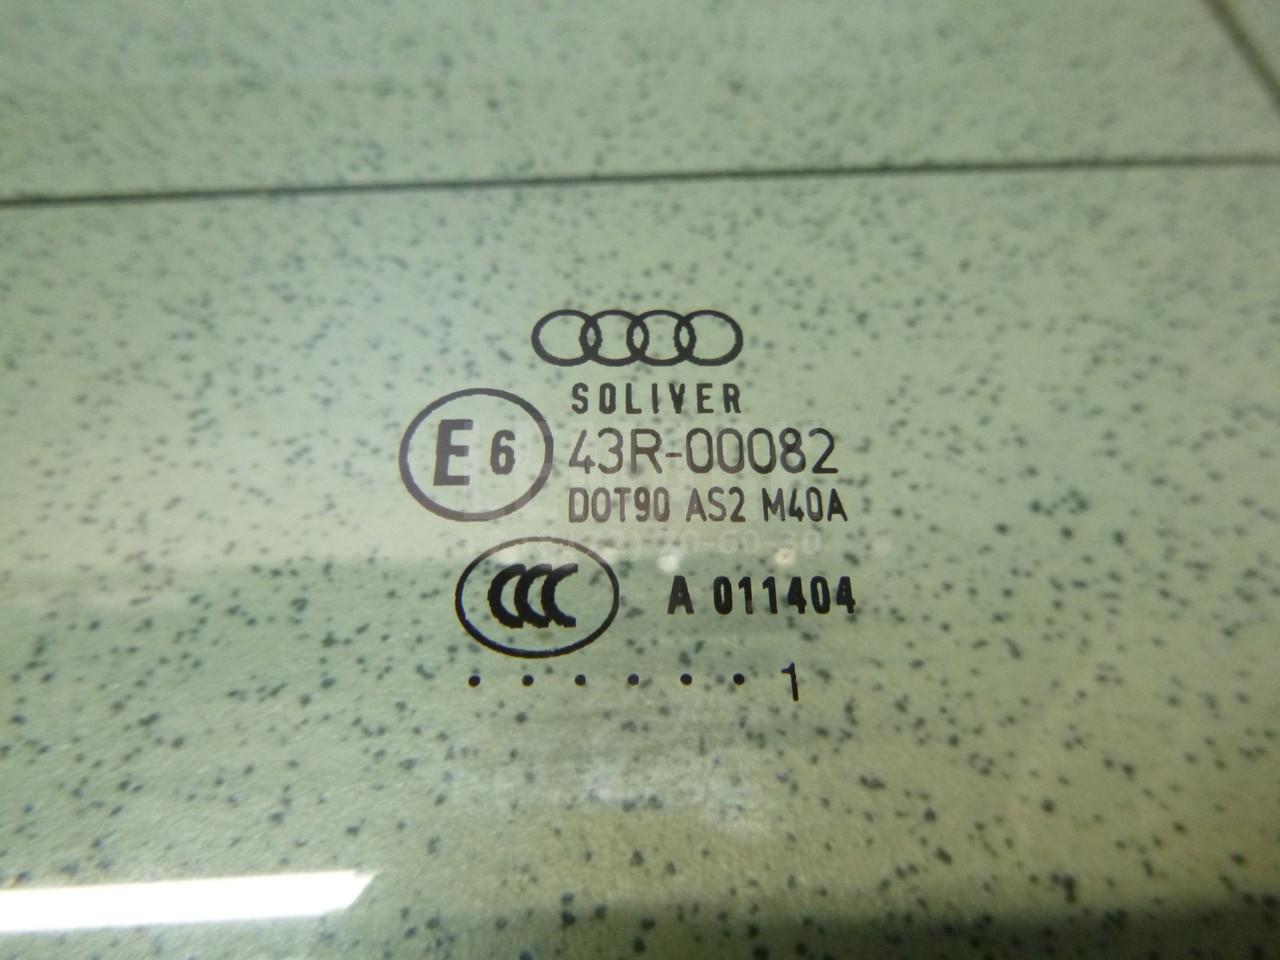 SOLIVER
E 6 43R-00082
DOT90 AS2 M40A
CCC A 011404
. . . . . . 1